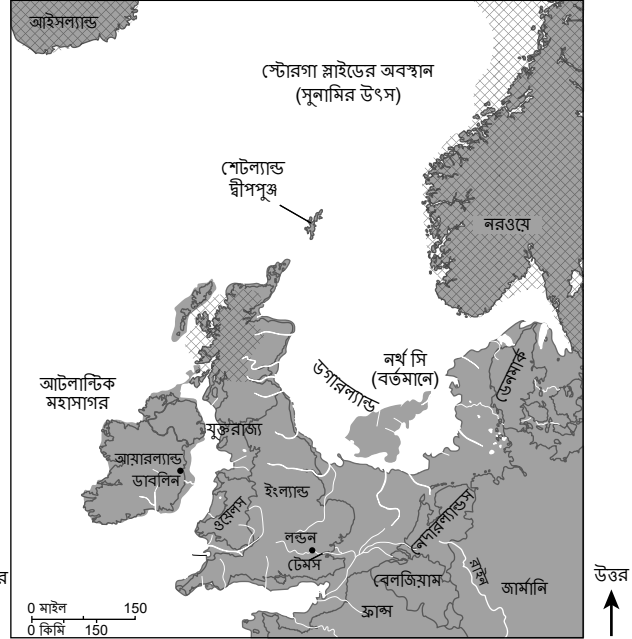 আইসল্যান্ড
স্টোরগা স্লাইডের অবস্থান
(সুনামির উৎস)
শেটল্যান্ড
দ্বীপপুঞ্জ
নরওয়ে
নর্থ সি
(বর্তমানে)
ডগারল্যান্ড
ডেনমার্ক
আটলান্টিক
মহাসাগর
যুক্তরাজ্য
আয়ারল্যান্ড
ডাবলিন
ওয়েলস
ইংল্যান্ড
লন্ডন
টেমস
নেদারল্যান্ডস
বেলজিয়াম
রাইন
জার্মানি
ফ্রান্স
উত্তর
0 মাইল 150
0 কিমি 150